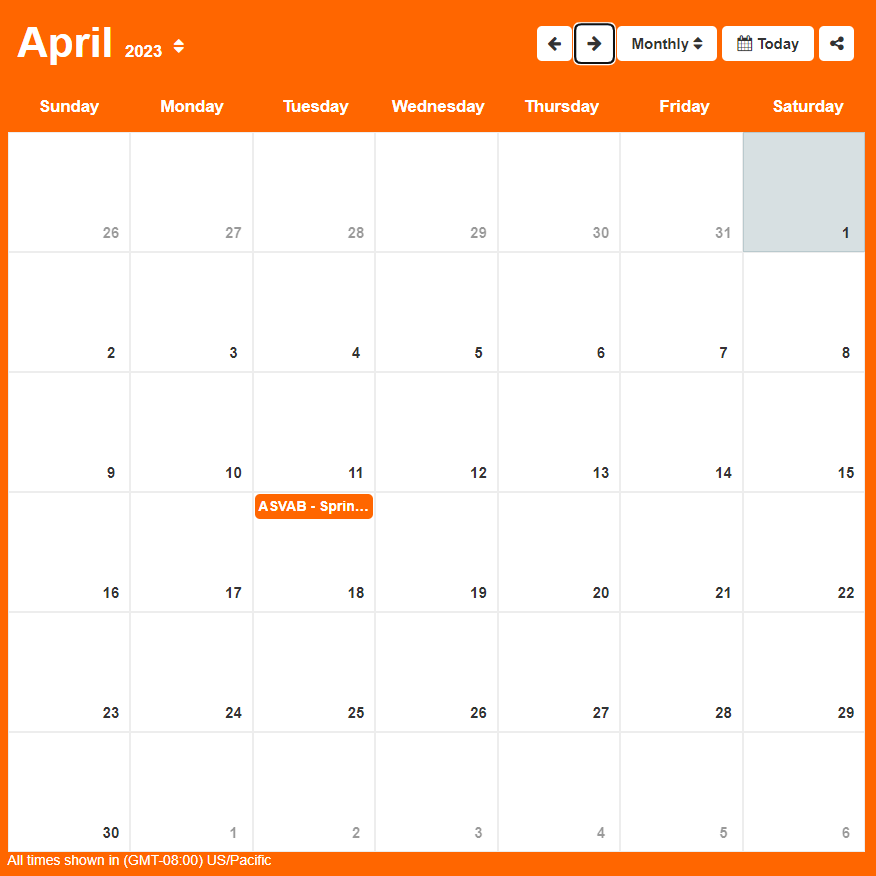 April 2023 Monthly Today
Sunday Monday Tuesday Wednesday Thursday Friday Saturday
26 27 28 29 30 31 1
2 3 4 5 6 7 8
9 10 11 12 13 14 15
ASVAB - Sprin...
16 17 18 19 20 21 22
23 24 25 26 27 28 29
30 1 2 3 4 5 6
All times shown in (GMT-08:00) US/Pacific